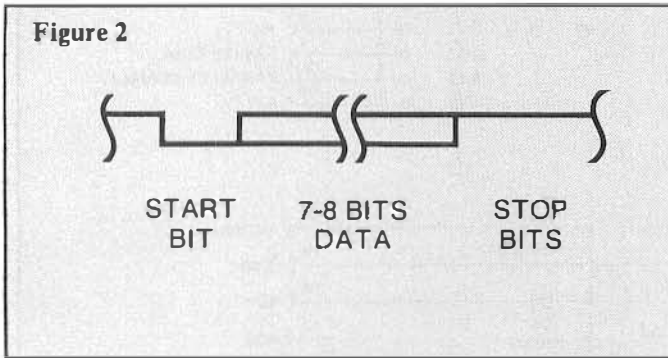 Figure 2
START
BIT
7-8 BITS
DATA
STOP
BITS